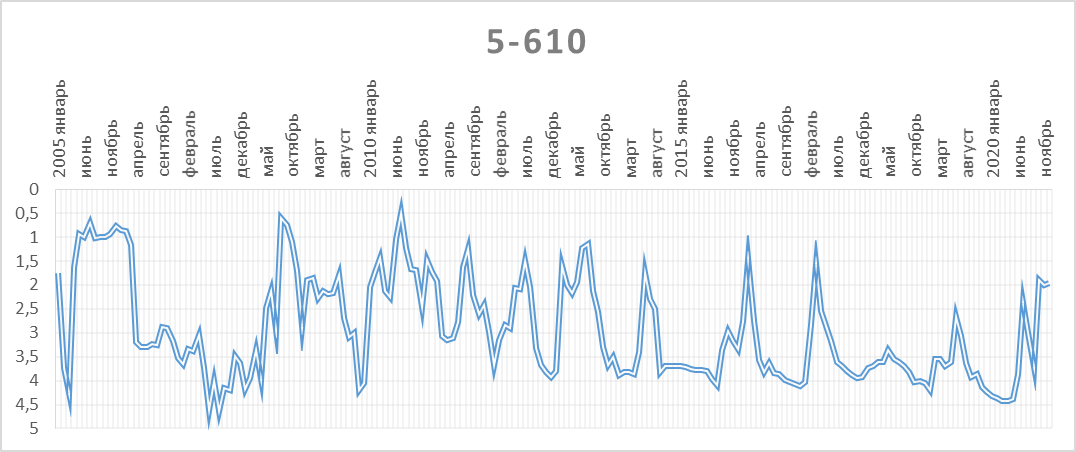 5-610
2005 январь
июнь
ноябрь
апрель
сентябрь
февраль
июль
декабрь
май
октябрь
март
август
2010 январь
июнь
ноябрь
апрель
сентябрь
февраль
июль
декабрь
май
октябрь
март
август
2015 январь
июнь
ноябрь
апрель
сентябрь
февраль
июль
декабрь
май
октябрь
март
август
2020 январь
июнь
ноябрь
0
0,5
1
1,5
2
2,5
3
3,5
4
4,5
5